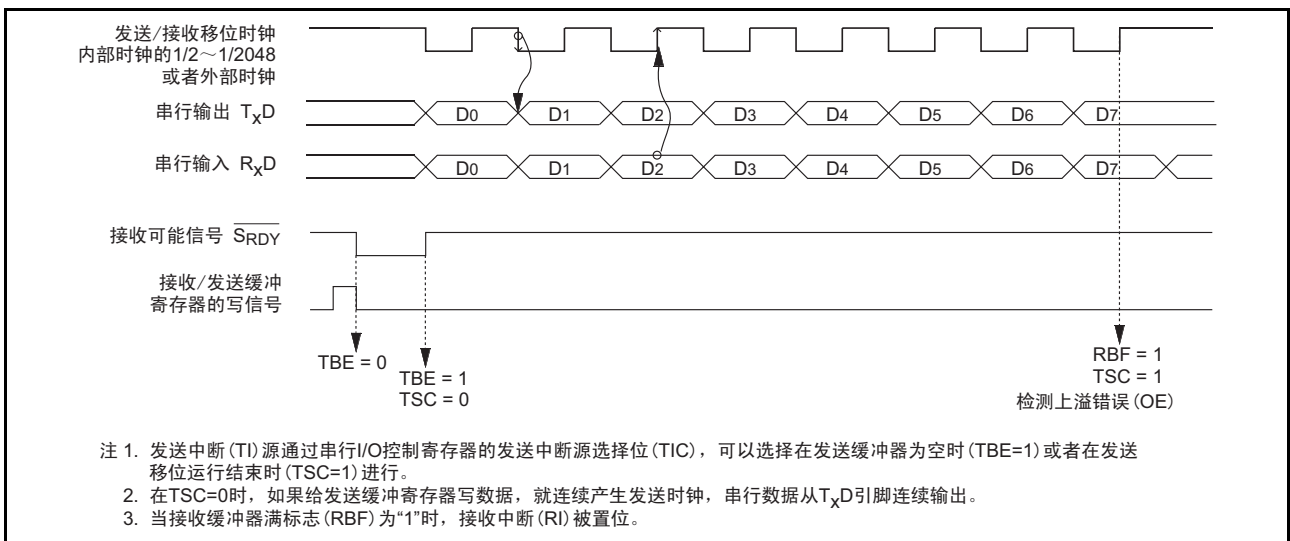 发送/接收移位时钟
内部时钟的1/2～1/2048
或者外部时钟
串行输出 TxD
D0 D1 D2 D3 D4 D5 D6 D7
串行输入 RxD
D0 D1 D2 D3 D4 D5 D6 D7
接收可能信号 SRDY
接收/发送缓冲
寄存器的写信号
TBE = 0
TBE = 1
TSC = 0
RBF = 1
TSC = 1
检测上溢错误(OE)
注 1. 发送中断(TI)源通过串行I/O控制寄存器的发送中断源选择位(TIC)，可以选择在发送缓冲器为空时(TBE=1)或者在发送
移位运行结束时(TSC=1)进行。
2. 在TSC=0时，如果给发送缓冲寄存器写数据，就连续产生发送时钟，串行数据从TxD引脚连续输出。
3. 当接收缓冲器满标志(RBF)为“1”时，接收中断(RI)被置位。